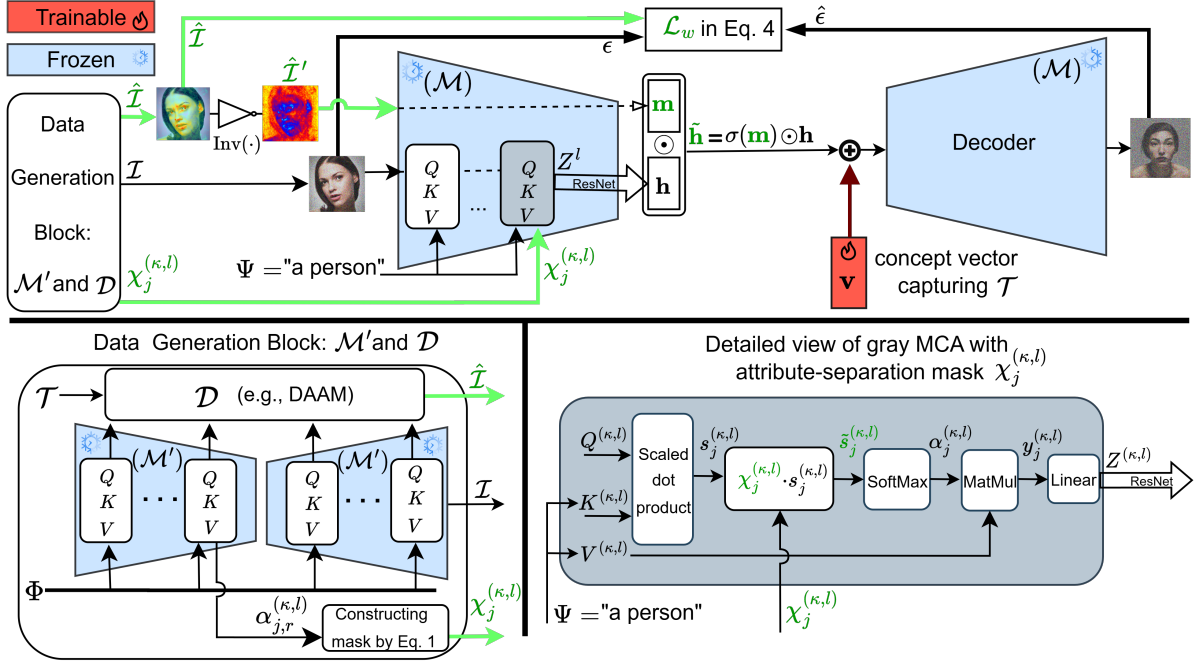 Trainable
Frozen
Data
Generation
Block:
ℳ′ and 𝒟
Î
Î
Inv(·)
Î′
ℐ
χ_j^(κ,l)
ϵ
ℒ_w in Eq. 4
ϵ̂
(ℳ)
Q
K
V
...
Q
K
V
Z^l
ResNet
m
⊙
h
h̃=σ(m)⊙h
Ψ ="a person"
χ_j^(κ,l)
v
concept vector
capturing 𝒯
Decoder
(ℳ)
Data Generation Block: ℳ′and 𝒟
𝒯
𝒟 (e.g., DAAM)
Î
(ℳ′)
(ℳ′)
Q
K
V
...
Q
K
V
Q
K
V
...
Q
K
V
ℐ
Φ
α_{j,r}^(κ,l)
Constructing
mask by Eq. 1
χ_j^(κ,l)
Detailed view of gray MCA with
attribute-separation mask χ_j^(κ,l)
Q^(κ,l)
K^(κ,l)
V^(κ,l)
Scaled
dot
product
s_j^(κ,l)
χ_j^(κ,l)·s_j^(κ,l)
s̃_j^(κ,l)
SoftMax
α_j^(κ,l)
MatMul
y_j^(κ,l)
Linear
Z^(κ,l)
ResNet
Ψ ="a person"
χ_j^(κ,l)